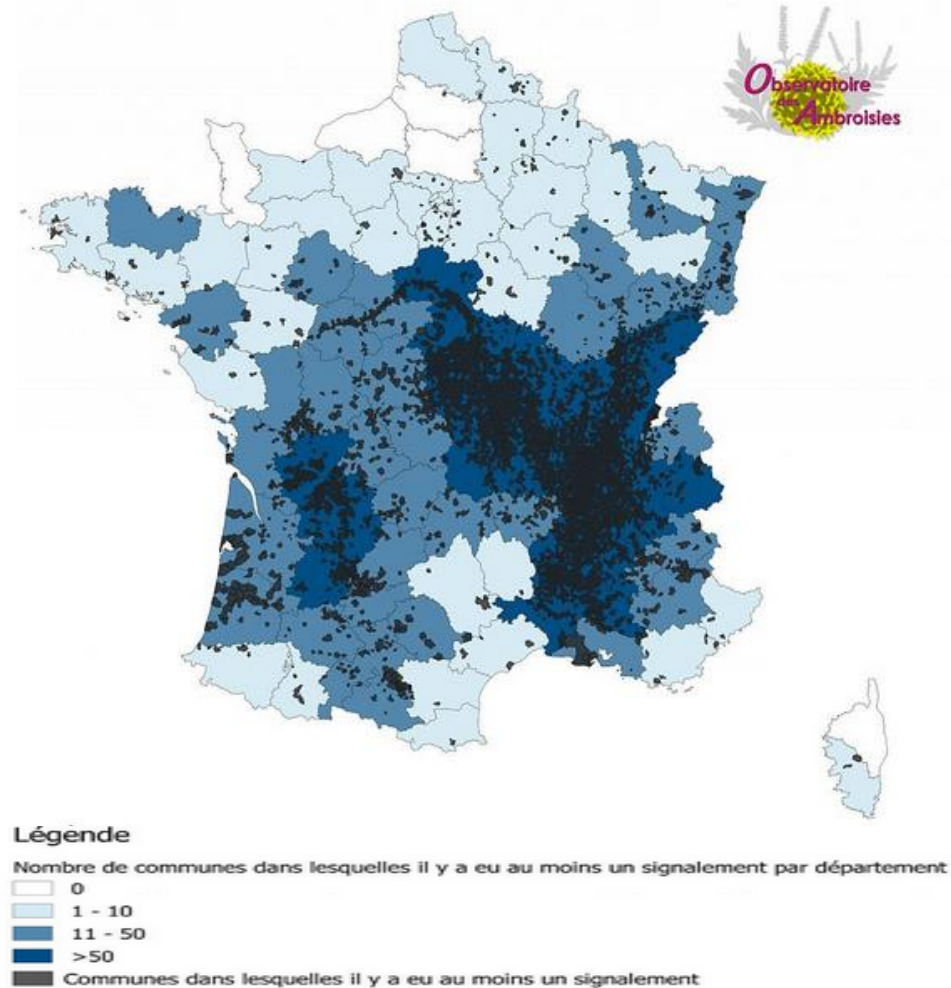 Observatoire
des
Ambroisies
Légende
Nombre de communes dans lesquelles il y a eu au moins un signalement par département
0
1 - 10
11 - 50
>50
Communes dans lesquelles il y a eu au moins un signalement